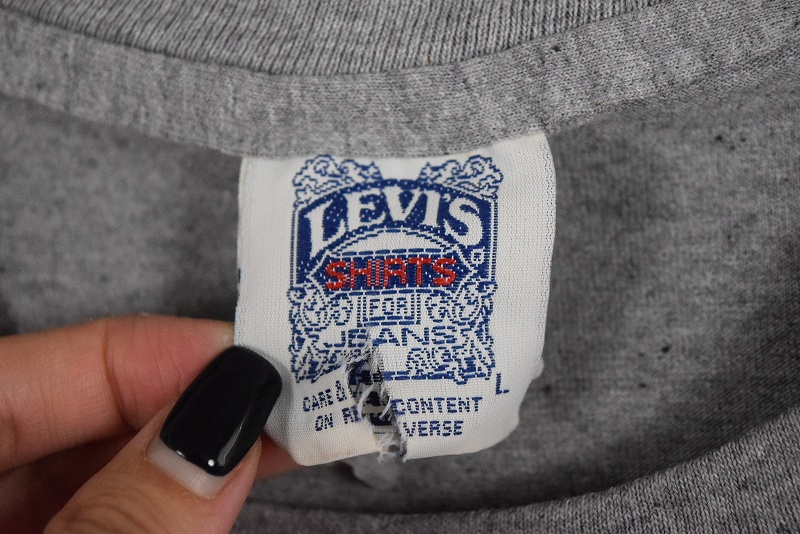 LEVI'S
SHIRTS
FOR
JEANS
L
CARE & CONTENT
ON VERSE